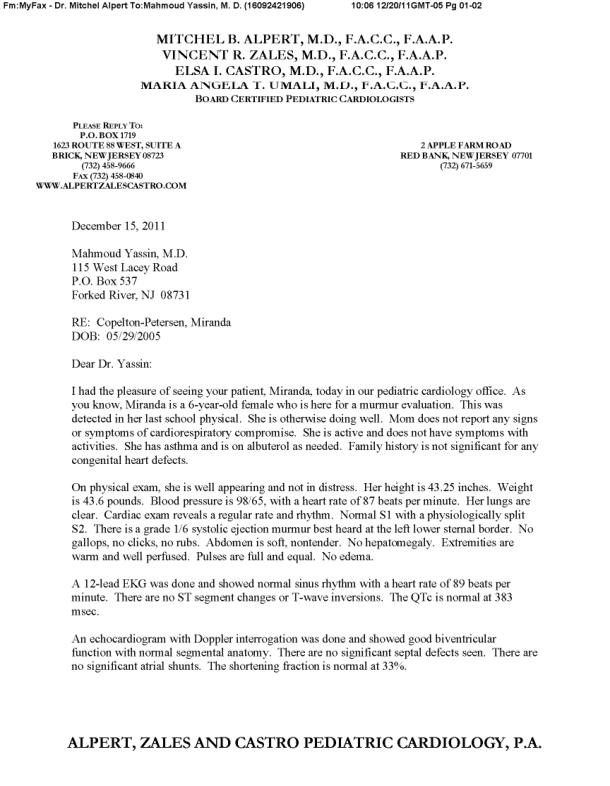 Fm:MyFax - Dr. Mitchel Alpert To:Mahmoud Yassin, M. D. (16092421906) 10:06 12/20/11GMT-05 Pg 01-02
MITCHEL B. ALPERT, M.D., F.A.C.C., F.A.A.P.
VINCENT R. ZALES, M.D., F.A.C.C., F.A.A.P.
ELSA I. CASTRO, M.D., F.A.C.C., F.A.A.P.
MARIA ANGELA T. UMALI, M.D., F.A.C.C., F.A.A.P.
BOARD CERTIFIED PEDIATRIC CARDIOLOGISTS
PLEASE REPLY TO:
P.O. BOX 1719
1623 ROUTE 88 WEST, SUITE A
BRICK, NEW JERSEY 08723
(732) 458-9666
FAX (732) 458-0840
WWW.ALPERTZALESCASTRO.COM
2 APPLE FARM ROAD
RED BANK, NEW JERSEY 07701
(732) 671-5659
December 15, 2011
Mahmoud Yassin, M.D.
115 West Lacey Road
P.O. Box 537
Forked River, NJ 08731
RE: Copelton-Petersen, Miranda
DOB: 05/29/2005
Dear Dr. Yassin:
I had the pleasure of seeing your patient, Miranda, today in our pediatric cardiology office. As
you know, Miranda is a 6-year-old female who is here for a murmur evaluation. This was
detected in her last school physical. She is otherwise doing well. Mom does not report any signs
or symptoms of cardiorespiratory compromise. She is active and does not have symptoms with
activities. She has asthma and is on albuterol as needed. Family history is not significant for any
congenital heart defects.
On physical exam, she is well appearing and not in distress. Her height is 43.25 inches. Weight
is 43.6 pounds. Blood pressure is 98/65, with a heart rate of 87 beats per minute. Her lungs are
clear. Cardiac exam reveals a regular rate and rhythm. Normal S1 with a physiologically split
S2. There is a grade 1/6 systolic ejection murmur best heard at the left lower sternal border. No
gallops, no clicks, no rubs. Abdomen is soft, nontender. No hepatomegaly. Extremities are
warm and well perfused. Pulses are full and equal. No edema.
A 12-lead EKG was done and showed normal sinus rhythm with a heart rate of 89 beats per
minute. There are no ST segment changes or T-wave inversions. The QTc is normal at 383
msec.
An echocardiogram with Doppler interrogation was done and showed good biventricular
function with normal segmental anatomy. There are no significant septal defects seen. There are
no significant atrial shunts. The shortening fraction is normal at 33%.
ALPERT, ZALES AND CASTRO PEDIATRIC CARDIOLOGY, P.A.